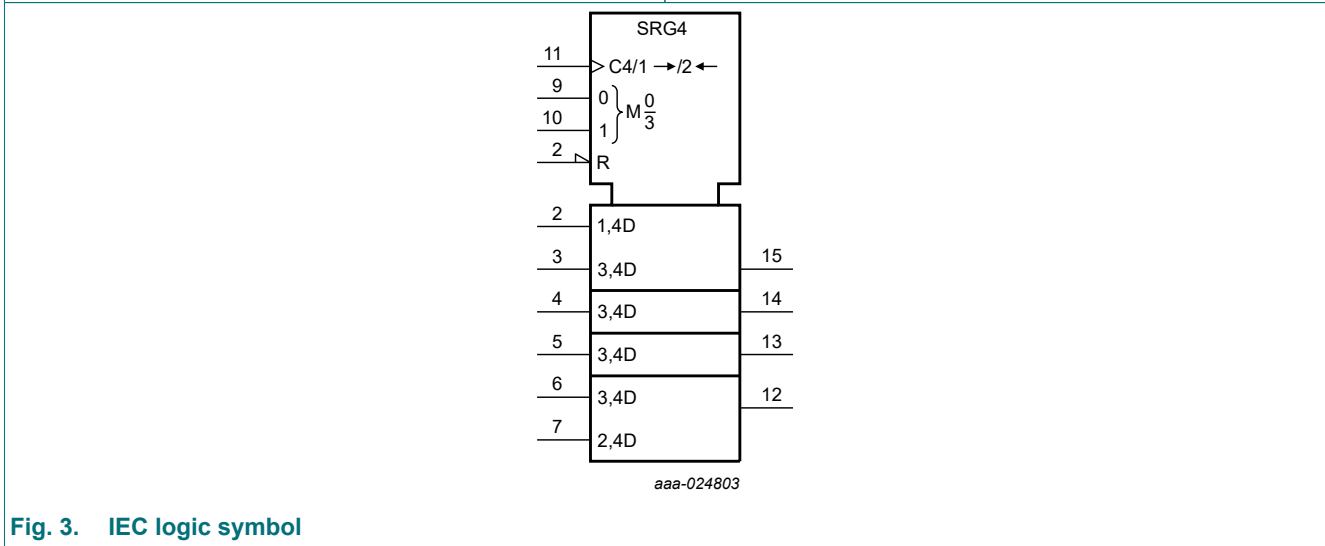 SRG4
11 C4/1 →/2 ←
9 0
10 1
M 0/3
2 R
2 1,4D
3 3,4D 15
4 3,4D 14
5 3,4D 13
6 3,4D 12
7 2,4D
aaa-024803
Fig. 3. IEC logic symbol